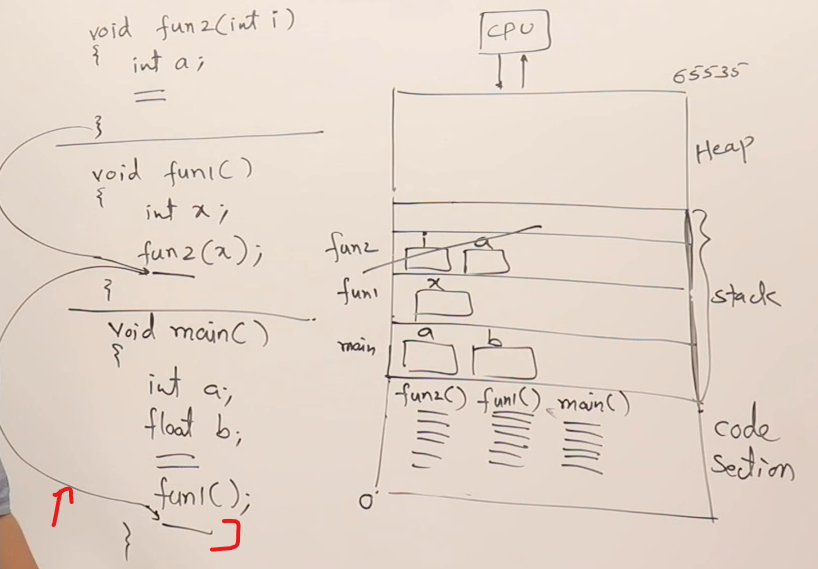 void fun2(int i)
{
int a;
}
void fun1()
{
int x;
fun2(x);
}
void main()
{
int a;
float b;
fun1();
}
CPU
65535
Heap
fun2
i
a
fun1
x
stack
main
a
b
fun2() fun1() main()
code
section
0